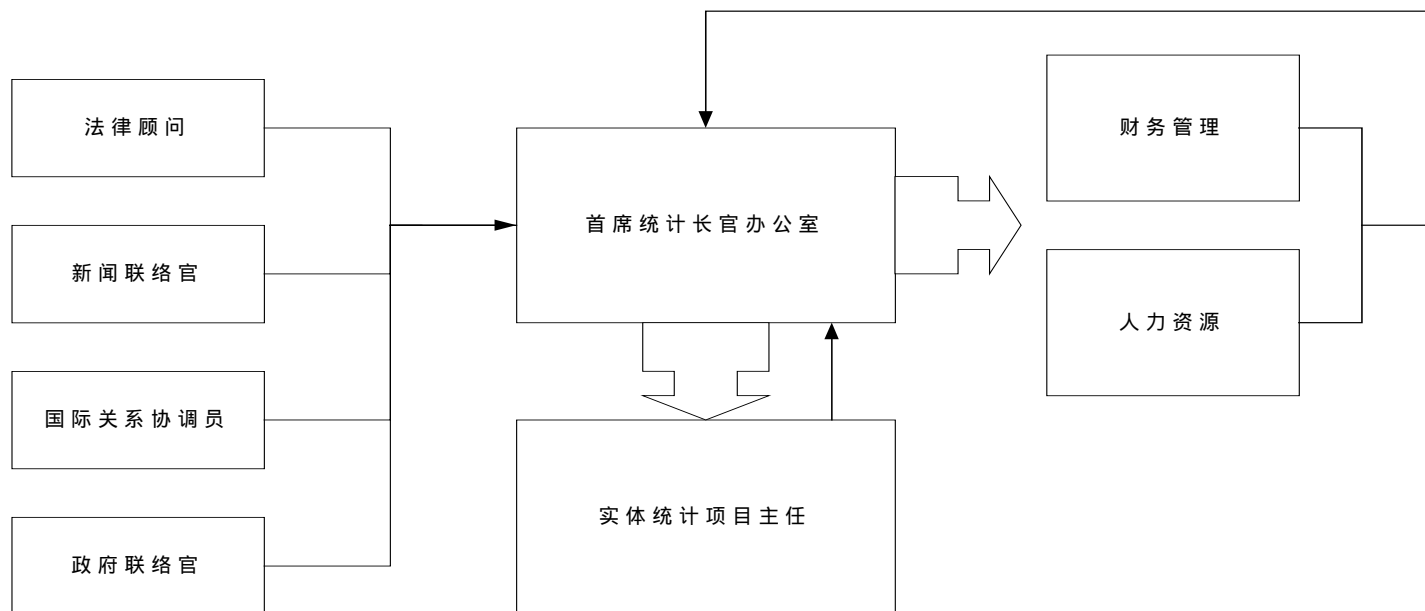 法律顾问
新闻联络官
国际关系协调员
政府联络官
首席统计长官办公室
实体统计项目主任
财务管理
人力资源